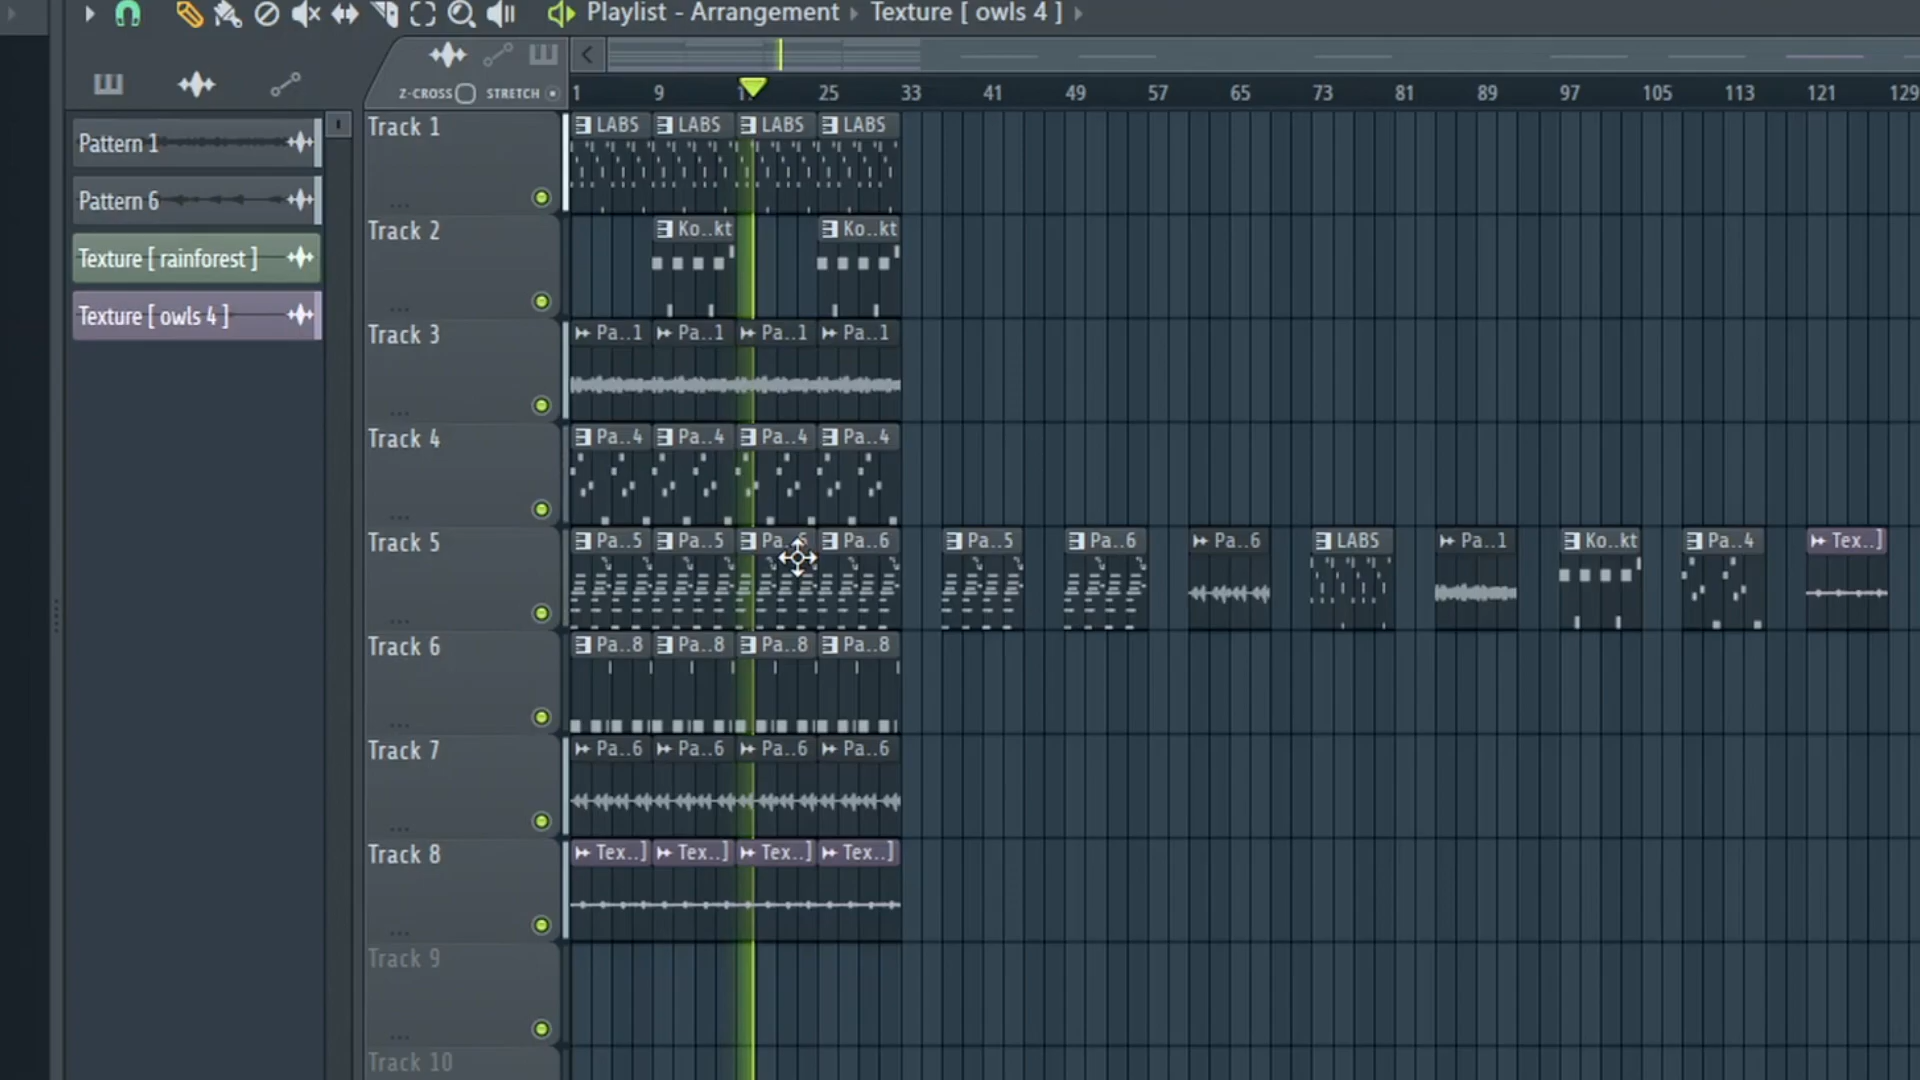 Playlist - Arrangement › Texture [ owls 4 ] ›
Z-CROSS STRETCH
1 9 25 33 41 49 57 65 73 81 89 97 105 113 121 129
Pattern 1
Pattern 6
Texture [ rainforest ]
Texture [ owls 4 ]
Track 1 LABS LABS LABS LABS
Track 2 Ko..kt Ko..kt
Track 3 Pa..1 Pa..1 Pa..1 Pa..1
Track 4 Pa..4 Pa..4 Pa..4 Pa..4
Track 5 Pa..5 Pa..5 Pa..6 Pa..6 Pa..5 Pa..6 Pa..6 LABS Pa..1 Ko..kt Pa..4 Tex..]
Track 6 Pa..8 Pa..8 Pa..8 Pa..8
Track 7 Pa..6 Pa..6 Pa..6 Pa..6
Track 8 Tex..] Tex..] Tex..] Tex..]
Track 9
Track 10